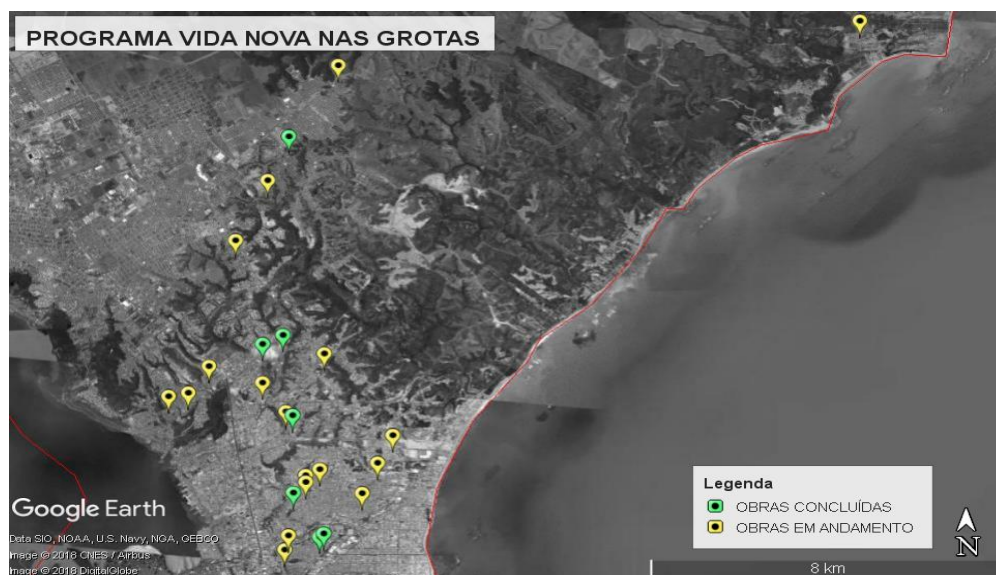 PROGRAMA VIDA NOVA NAS GROTAS
Legenda
OBRAS CONCLUÍDAS
OBRAS EM ANDAMENTO
Google Earth
Data SIO, NOAA, U.S. Navy, NGA, GEBCO
Image © 2018 CNES / Airbus
Image © 2018 DigitalGlobe
N
8 km